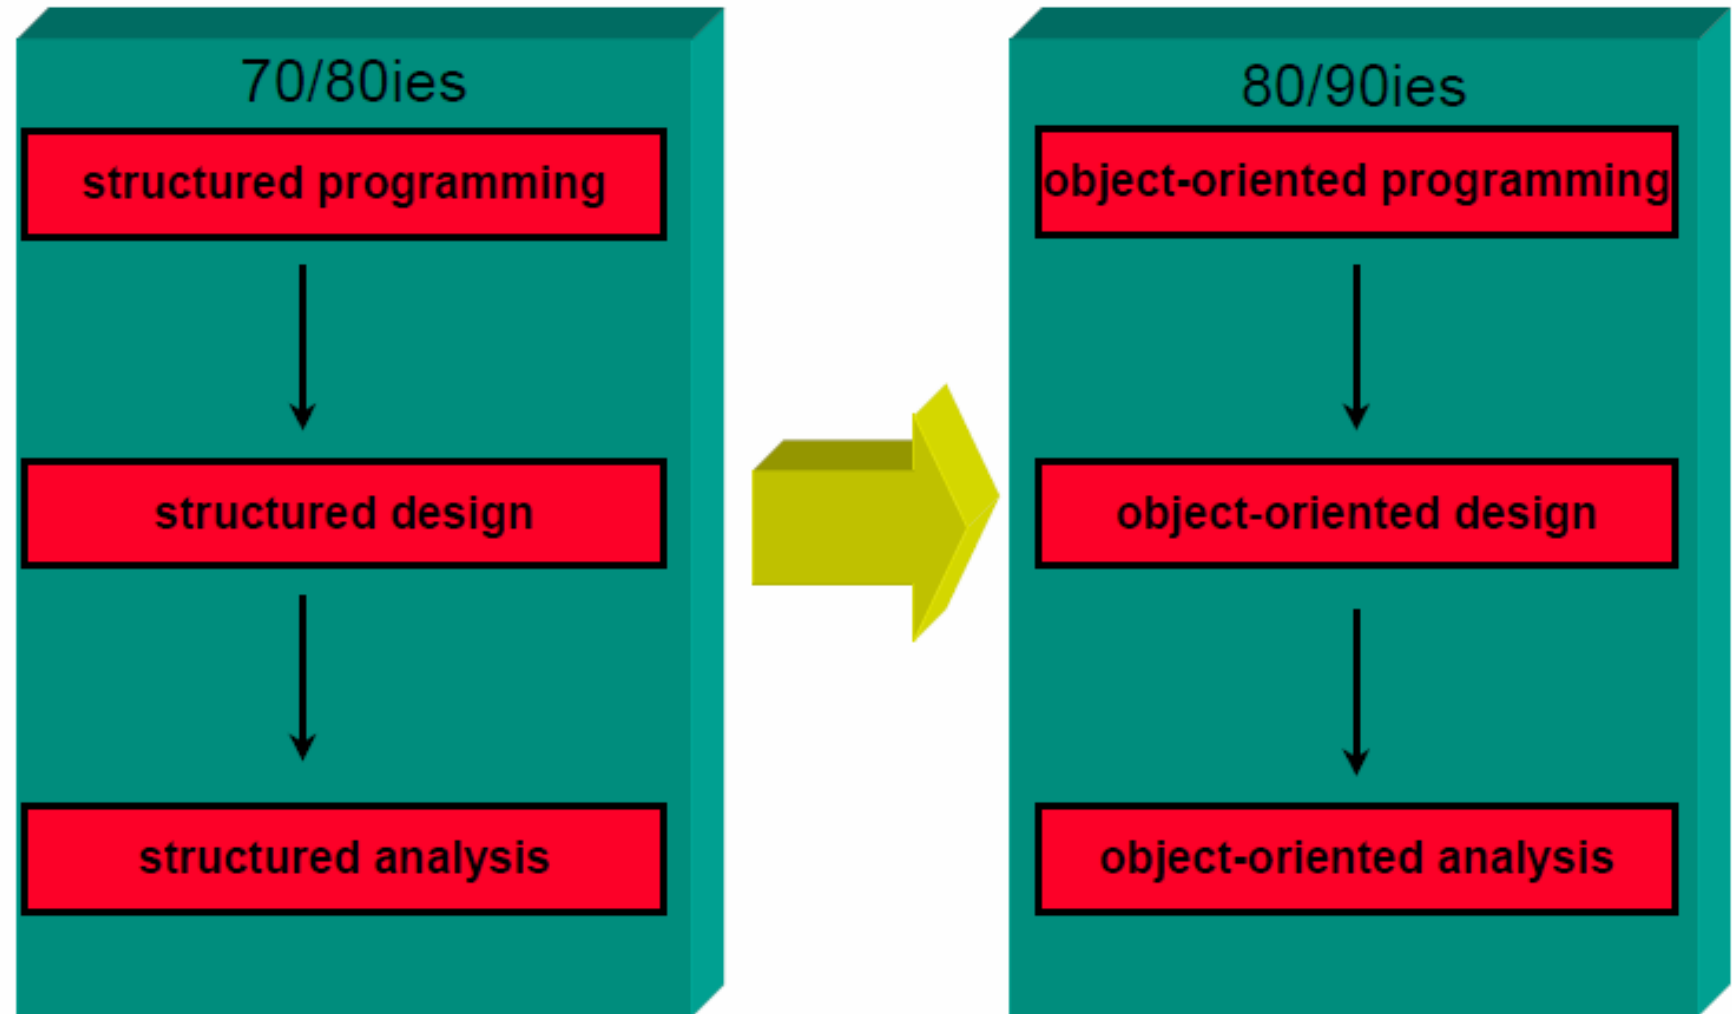 70/80ies
structured programming
structured design
structured analysis
80/90ies
object-oriented programming
object-oriented design
object-oriented analysis